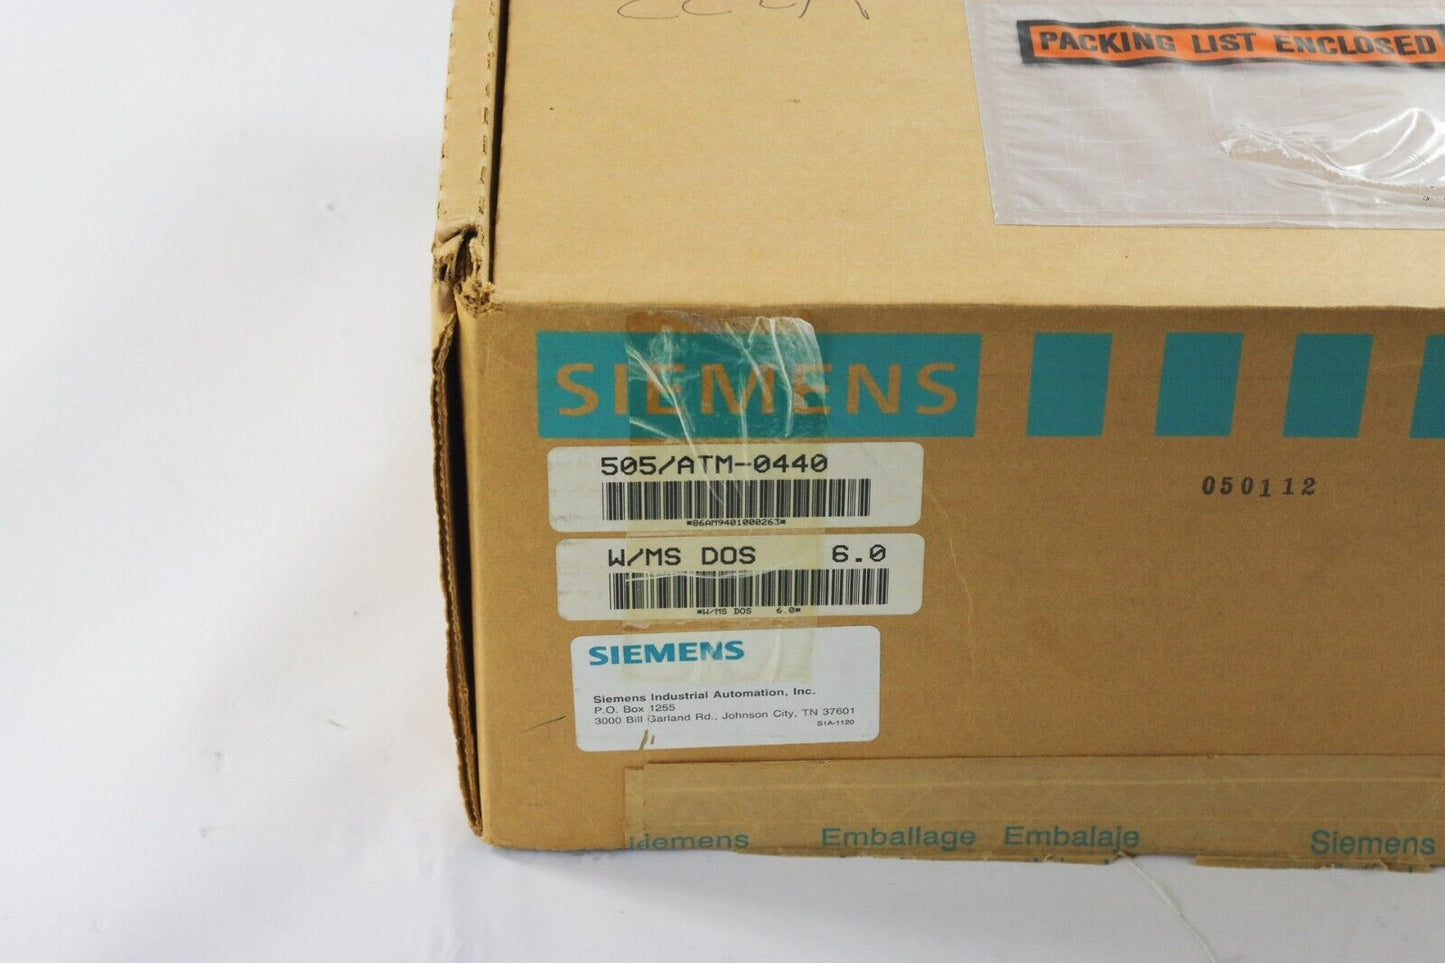 PACKING LIST ENCLOSED
SIEMENS
505/ATM-0440
*86AM9401000263*
050112
W/MS DOS 6.0
*W/MS DOS 6.0*
SIEMENS
Siemens Industrial Automation, Inc.
P.O. Box 1255
3000 Bill Garland Rd., Johnson City, TN 37601
SIA-1120
Siemens Emballage Embalaje Siemens